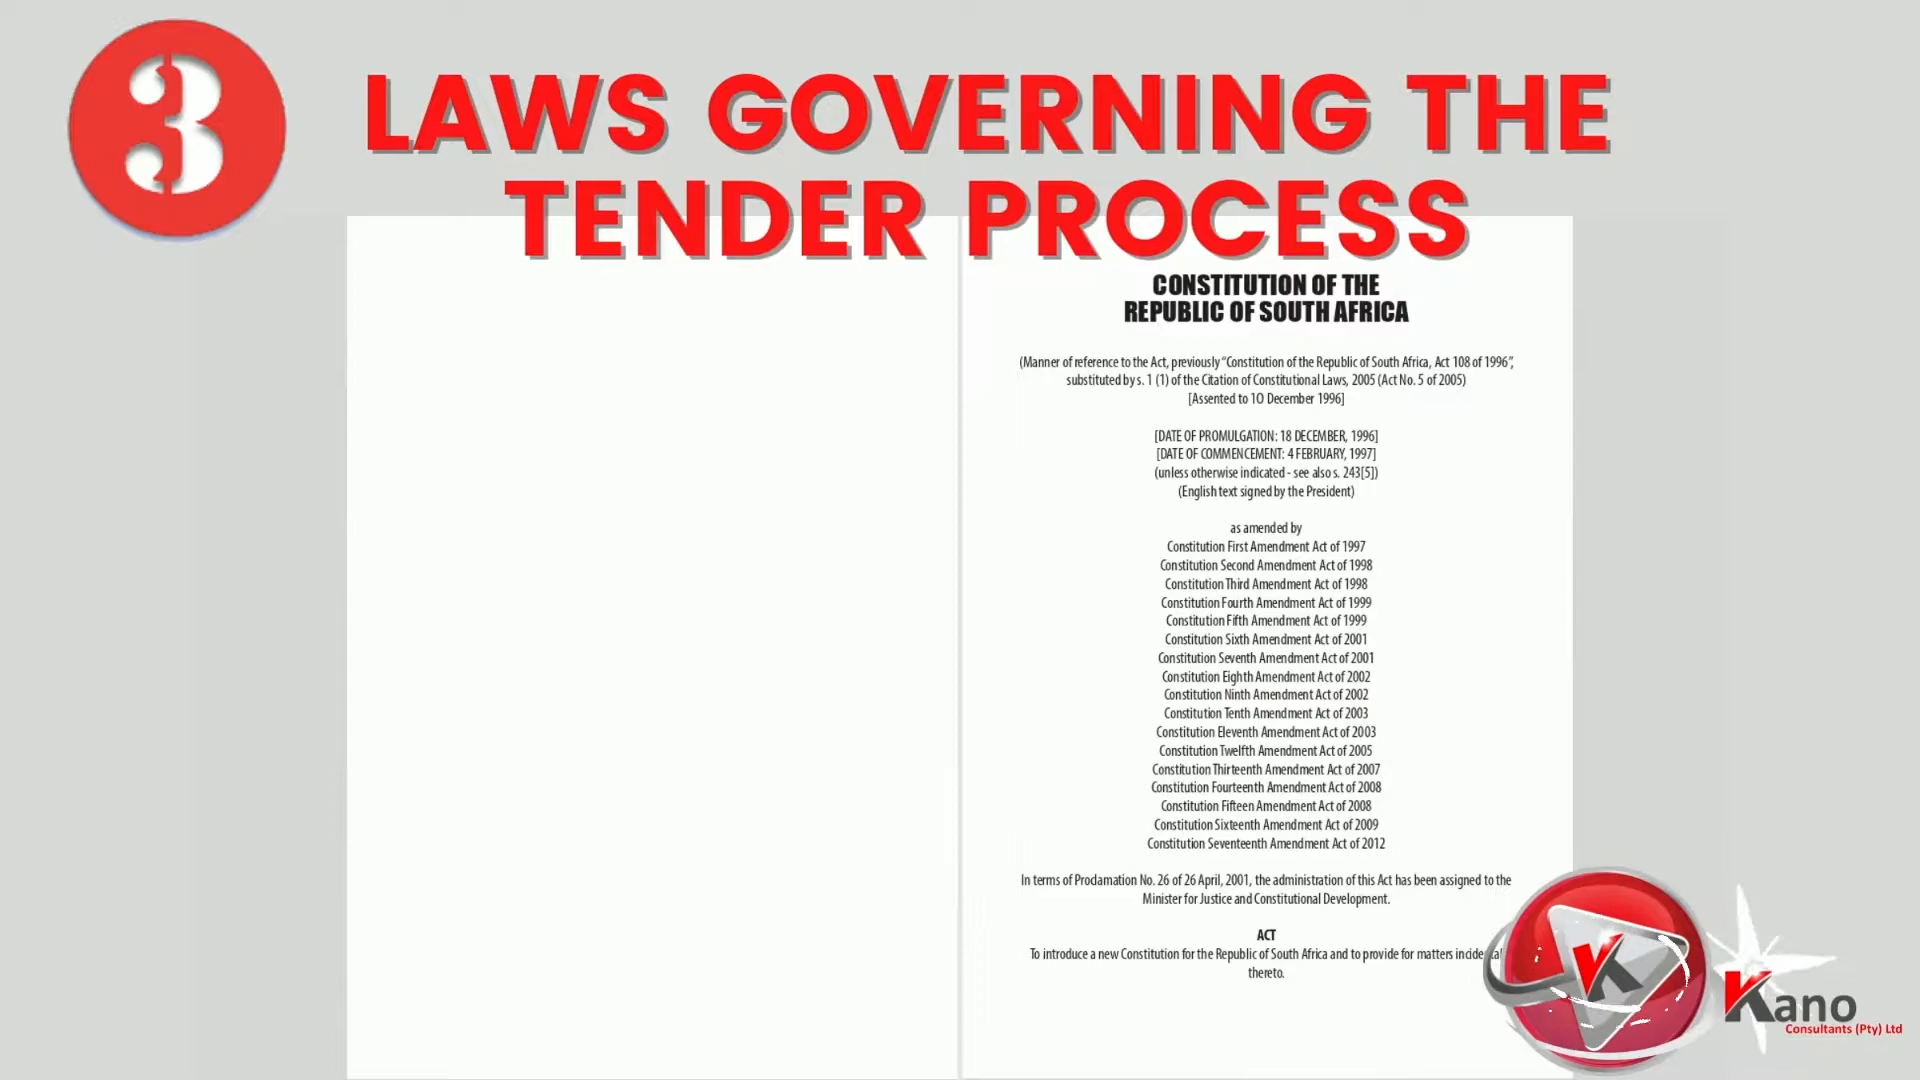 3
LAWS GOVERNING THE
TENDER PROCESS
CONSTITUTION OF THE
REPUBLIC OF SOUTH AFRICA
(Manner of reference to the Act, previously “Constitution of the Republic of South Africa, Act 108 of 1996”,
substituted by s. 1 (1) of the Citation of Constitutional Laws, 2005 (Act No. 5 of 2005)
[Assented to 1O December 1996]
[DATE OF PROMULGATION: 18 DECEMBER, 1996]
[DATE OF COMMENCEMENT: 4 FEBRUARY, 1997]
(unless otherwise indicated - see also s. 243[5])
(English text signed by the President)
as amended by
Constitution First Amendment Act of 1997
Constitution Second Amendment Act of 1998
Constitution Third Amendment Act of 1998
Constitution Fourth Amendment Act of 1999
Constitution Fifth Amendment Act of 1999
Constitution Sixth Amendment Act of 2001
Constitution Seventh Amendment Act of 2001
Constitution Eighth Amendment Act of 2002
Constitution Ninth Amendment Act of 2002
Constitution Tenth Amendment Act of 2003
Constitution Eleventh Amendment Act of 2003
Constitution Twelfth Amendment Act of 2005
Constitution Thirteenth Amendment Act of 2007
Constitution Fourteenth Amendment Act of 2008
Constitution Fifteen Amendment Act of 2008
Constitution Sixteenth Amendment Act of 2009
Constitution Seventeenth Amendment Act of 2012
In terms of Proclamation No. 26 of 26 April, 2001, the administration of this Act has been assigned to the
Minister for Justice and Constitutional Development.
ACT
To introduce a new Constitution for the Republic of South Africa and to provide for matters incidental
thereto.
K
Kano
Consultants (Pty) Ltd